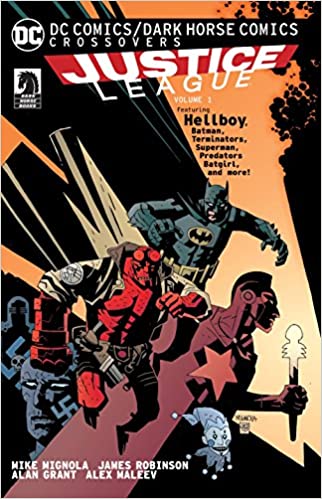 DC
DC COMICS/DARK HORSE COMICS
CROSSOVERS
JUSTICE
LEAGUE
VOLUME 1
DARK
HORSE
BOOKS
featuring
Hellboy,
Batman,
Terminators,
Superman,
Predators
Batgirl,
and more!
MIKE MIGNOLA JAMES ROBINSON
ALAN GRANT ALEX MALEEV